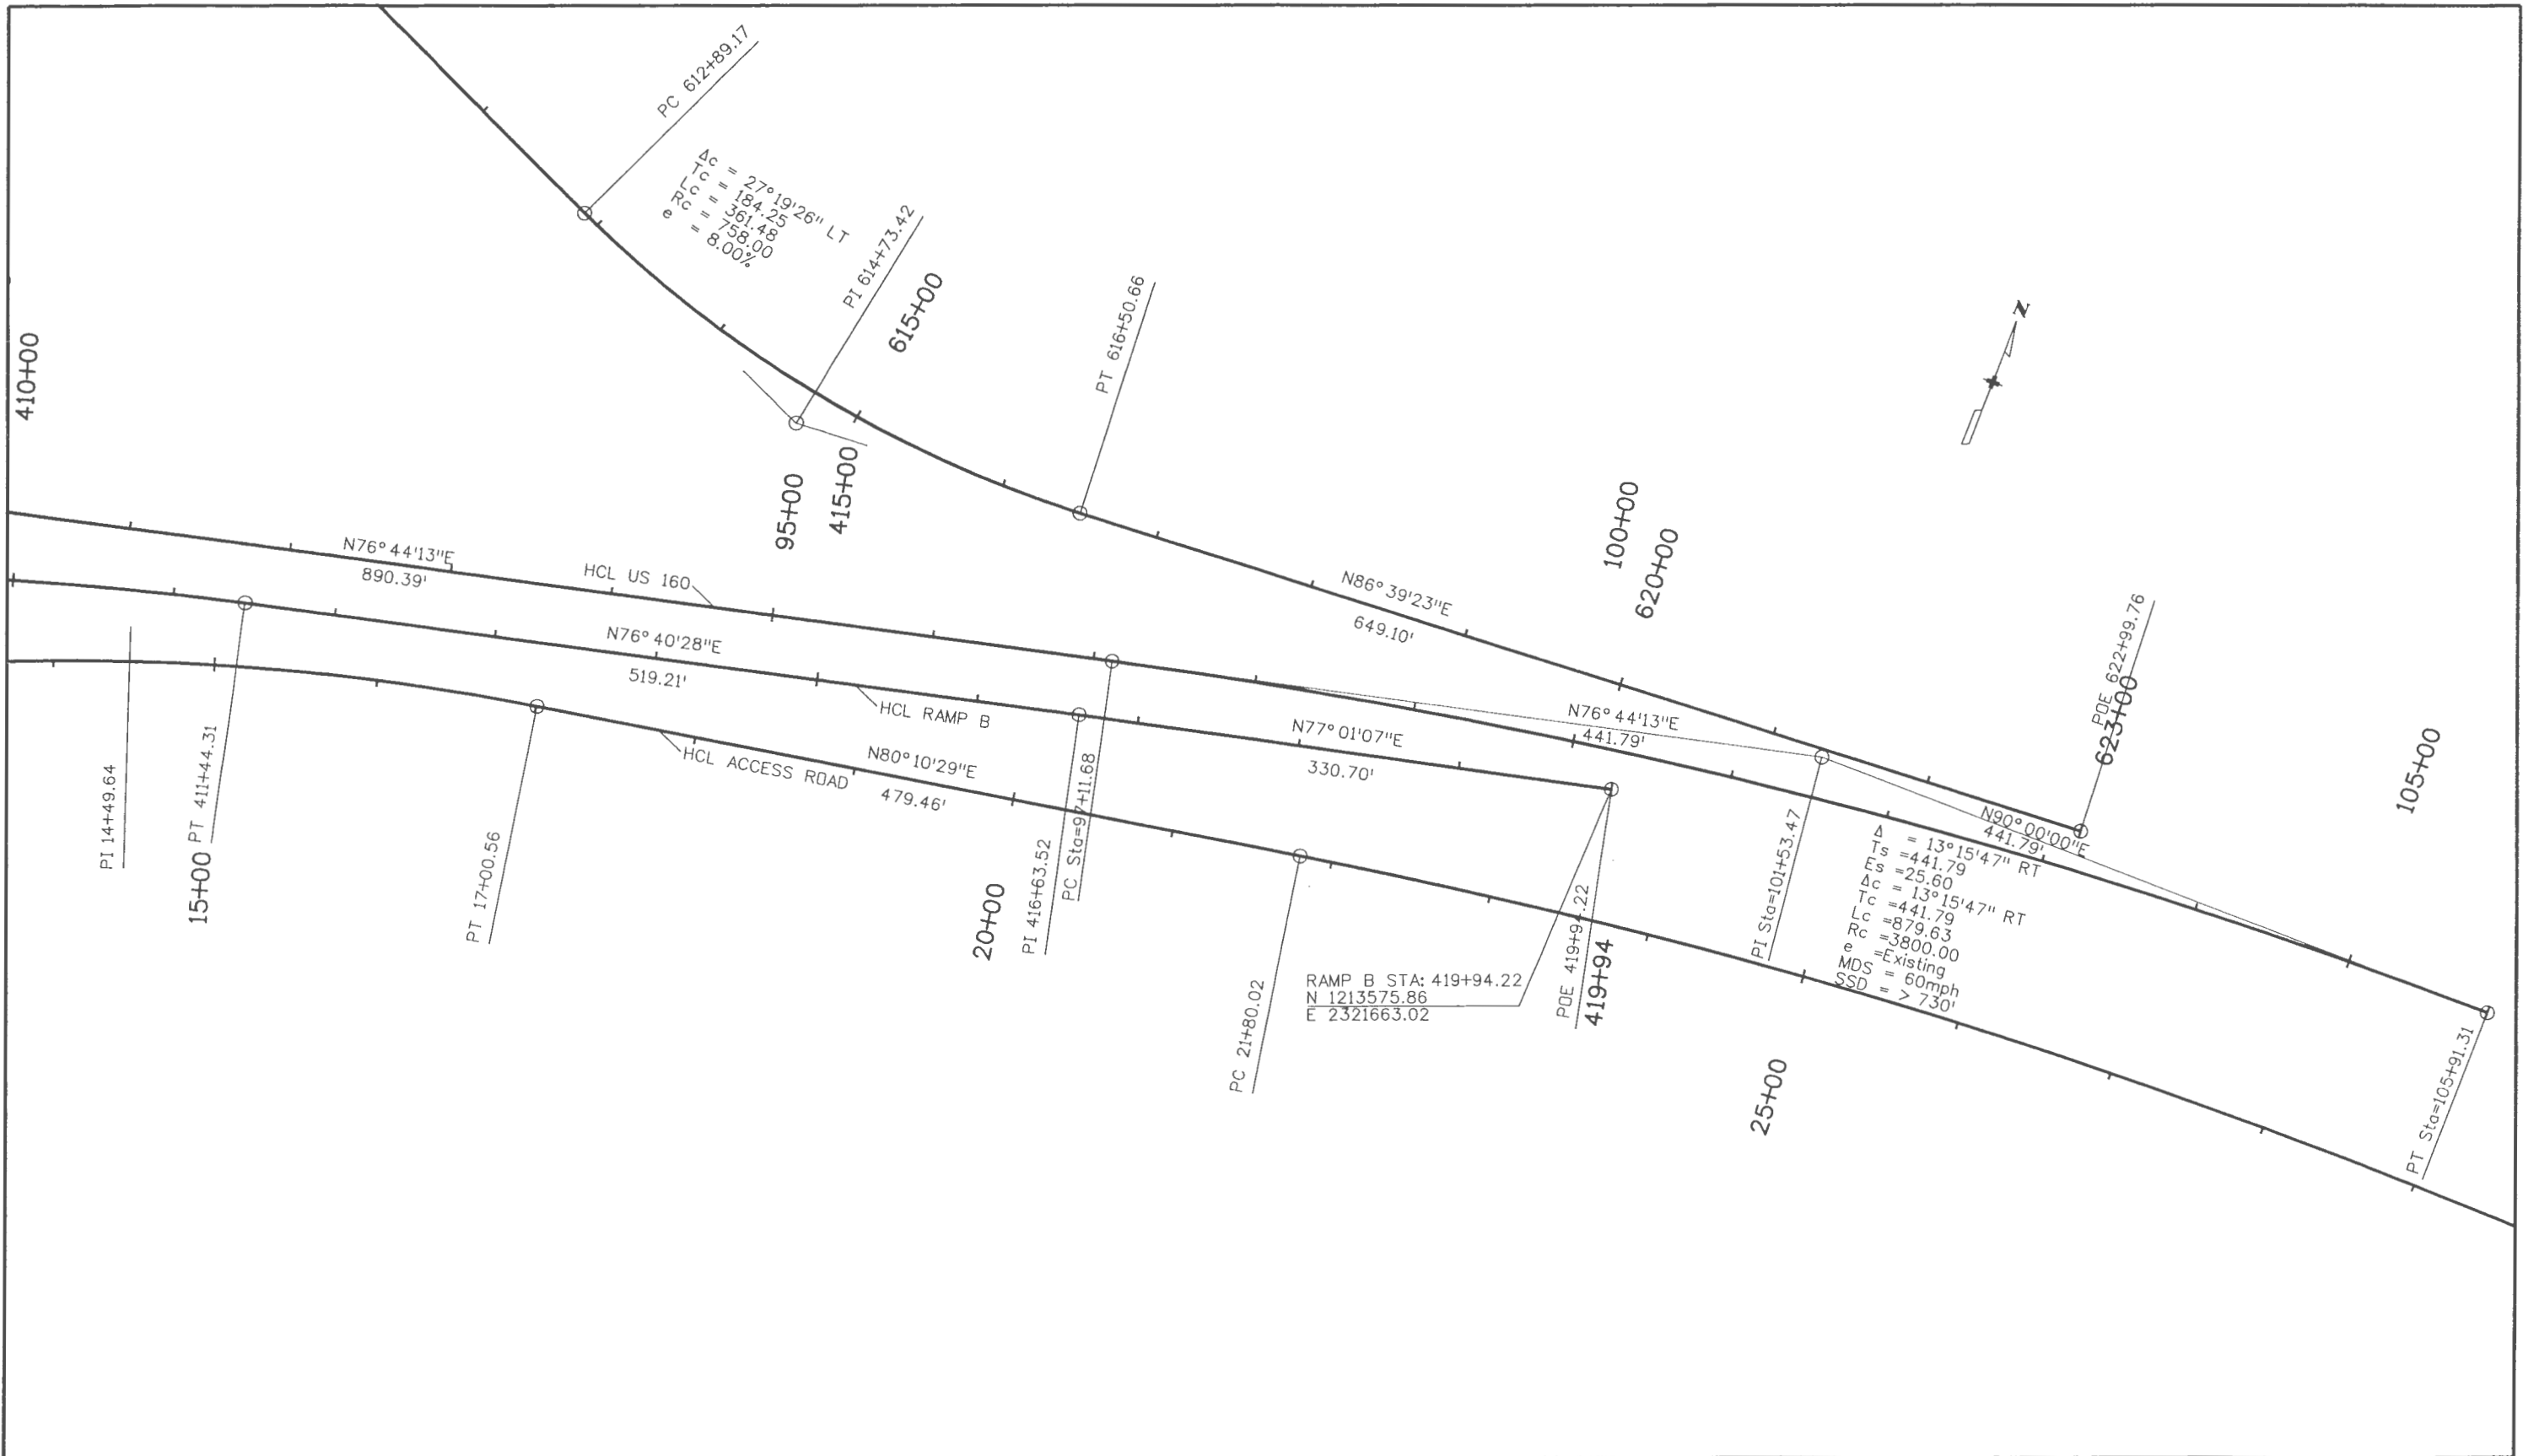 PC 612+89.17
Δc = 27°19'26" LT
Tc = 184.25
Lc = 361.48
Rc = 758.00
e = 8.00%
PI 614+73.42
615+00
PT 616+50.66
N
410+00
95+00
415+00
100+00
620+00
N76°44'13"E
890.39'
HCL US 160
N86°39'23"E
649.10'
POE 622+99.76
623+00
N76°40'28"E
519.21'
HCL RAMP B
N76°44'13"E
441.79'
N77°01'07"E
330.70'
105+00
HCL ACCESS ROAD
N80°10'29"E
479.46'
N90°00'00"E
441.79'
PI 14+49.64
PT 411+44.31
15+00
PT 17+00.56
20+00
PI 416+63.52
PC Sta=97+11.68
PI Sta=101+53.47
Δ = 13°15'47" RT
Ts =441.79
Es =25.60
Δc = 13°15'47" RT
Tc =441.79
Lc =879.63
Rc =3800.00
e =Existing
MDS = 60mph
SSD = > 730'
RAMP B STA: 419+94.22
N 1213575.86
E 2321663.02
PC 21+80.02
POE 419+94.22
419+94
25+00
PT Sta=105+91.31